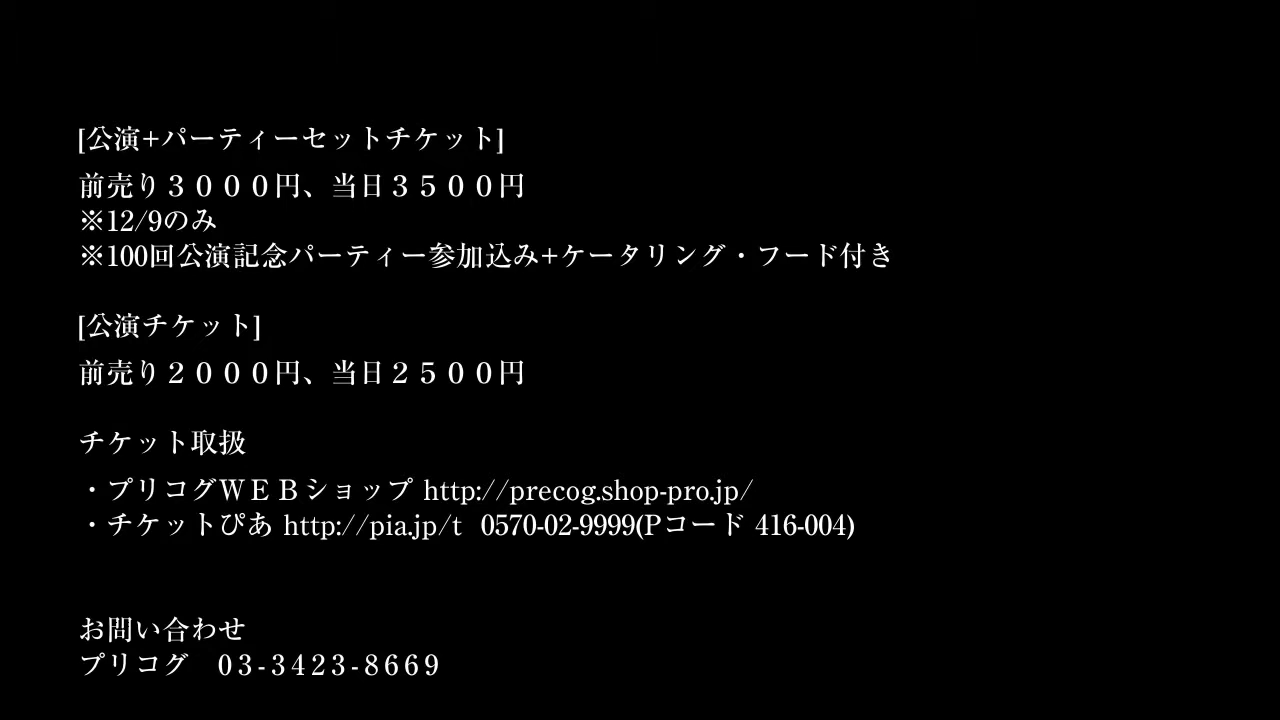 [公演+パーティーセットチケット]
前売り３０００円、当日３５００円
※12/9のみ
※100回公演記念パーティー参加込み+ケータリング・フード付き
[公演チケット]
前売り２０００円、当日２５００円
チケット取扱
・プリコグＷＥＢショップ http://precog.shop-pro.jp/
・チケットぴあ http://pia.jp/t 0570-02-9999(Pコード 416-004)
お問い合わせ
プリコグ　03-3423-8669